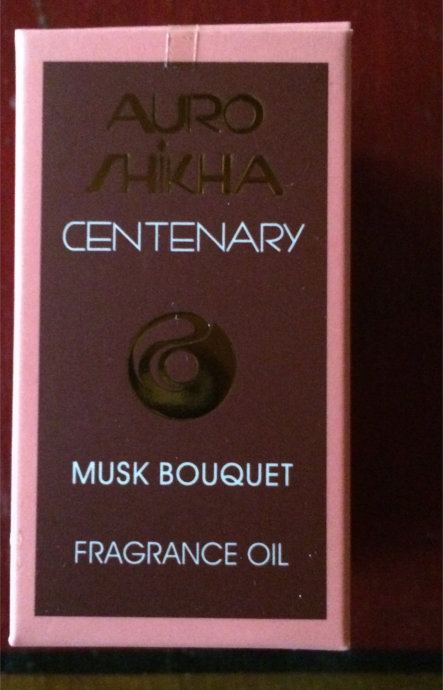 AURO
SHIKHA
CENTENARY
MUSK BOUQUET
FRAGRANCE OIL